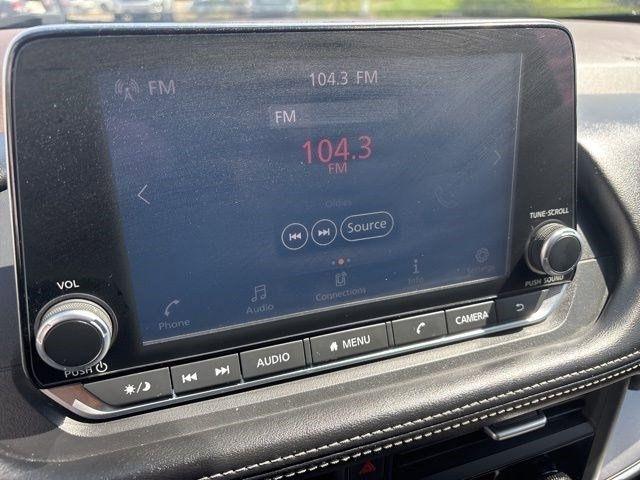 FM
104.3 FM
FM
104.3
FM
Oldies
Source
Phone
Audio
Connections
Info
Settings
VOL
PUSH
TUNE-SCROLL
PUSH SOUND
AUDIO
MENU
CAMERA